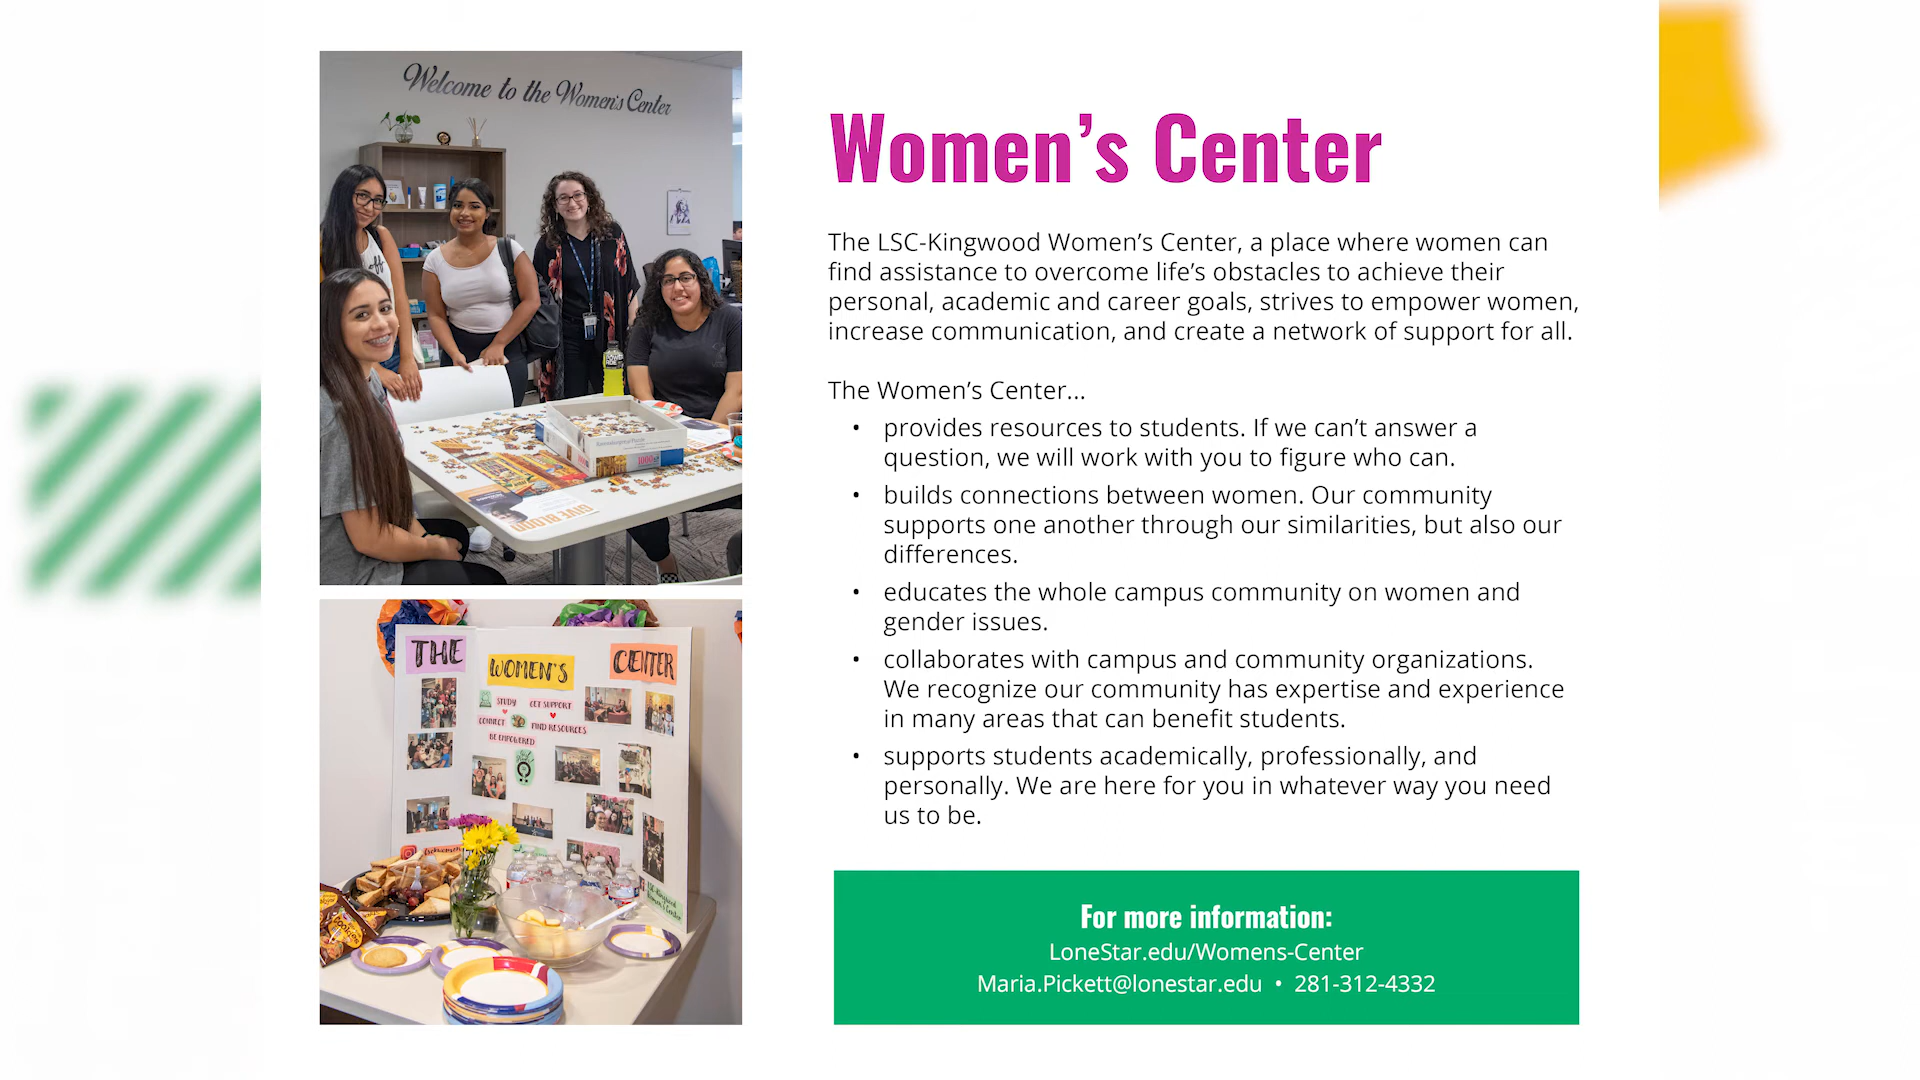 Welcome to the Women's Center
GIVE BLOOD
1000
THE
WOMEN'S
CENTER
STUDY
GET SUPPORT
CONNECT
FIND RESOURCES
BE EMPOWERED
LSC-Kingwood
Women's Center
Women’s Center
The LSC-Kingwood Women’s Center, a place where women can
find assistance to overcome life’s obstacles to achieve their
personal, academic and career goals, strives to empower women,
increase communication, and create a network of support for all.
The Women’s Center...
• provides resources to students. If we can’t answer a
question, we will work with you to figure who can.
• builds connections between women. Our community
supports one another through our similarities, but also our
differences.
• educates the whole campus community on women and
gender issues.
• collaborates with campus and community organizations.
We recognize our community has expertise and experience
in many areas that can benefit students.
• supports students academically, professionally, and
personally. We are here for you in whatever way you need
us to be.
For more information:
LoneStar.edu/Womens-Center
Maria.Pickett@lonestar.edu • 281-312-4332